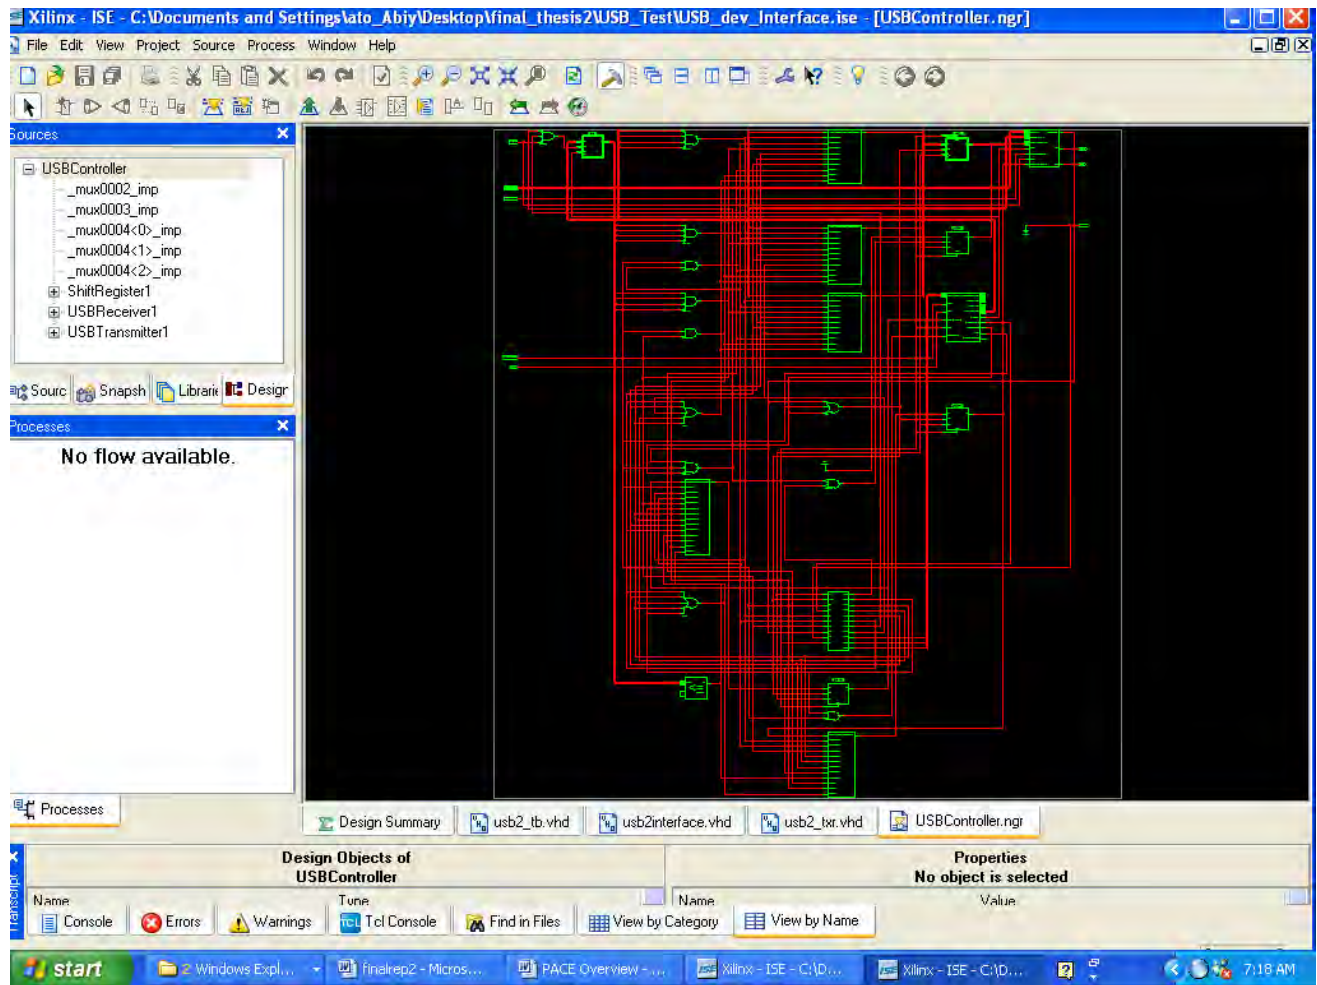 Xilinx - ISE - C:\Documents and Settings\ato_Abiy\Desktop\final_thesis2\USB_Test\USB_dev_Interface.ise - [USBController.ngr]
File Edit View Project Source Process Window Help
Sources
USBController
_mux0002_imp
_mux0003_imp
_mux0004<0>_imp
_mux0004<1>_imp
_mux0004<2>_imp
ShiftRegister1
USBReceiver1
USBTransmitter1
Sourc Snapsh Librarie Design
Processes
No flow available.
<=
Processes
Design Summary usb2_tb.vhd usb2interface.vhd usb2_txr.vhd USBController.ngr
Transcript
Design Objects of
USBController
Properties
No object is selected
Name Type Name Value
Console Errors Warnings Tcl Console Find in Files View by Category View by Name
start 2 Windows Expl... finalrep2 - Micros... PACE Overview - ... Xilinx - ISE - C:\D... Xilinx - ISE - C:\D... 7:18 AM